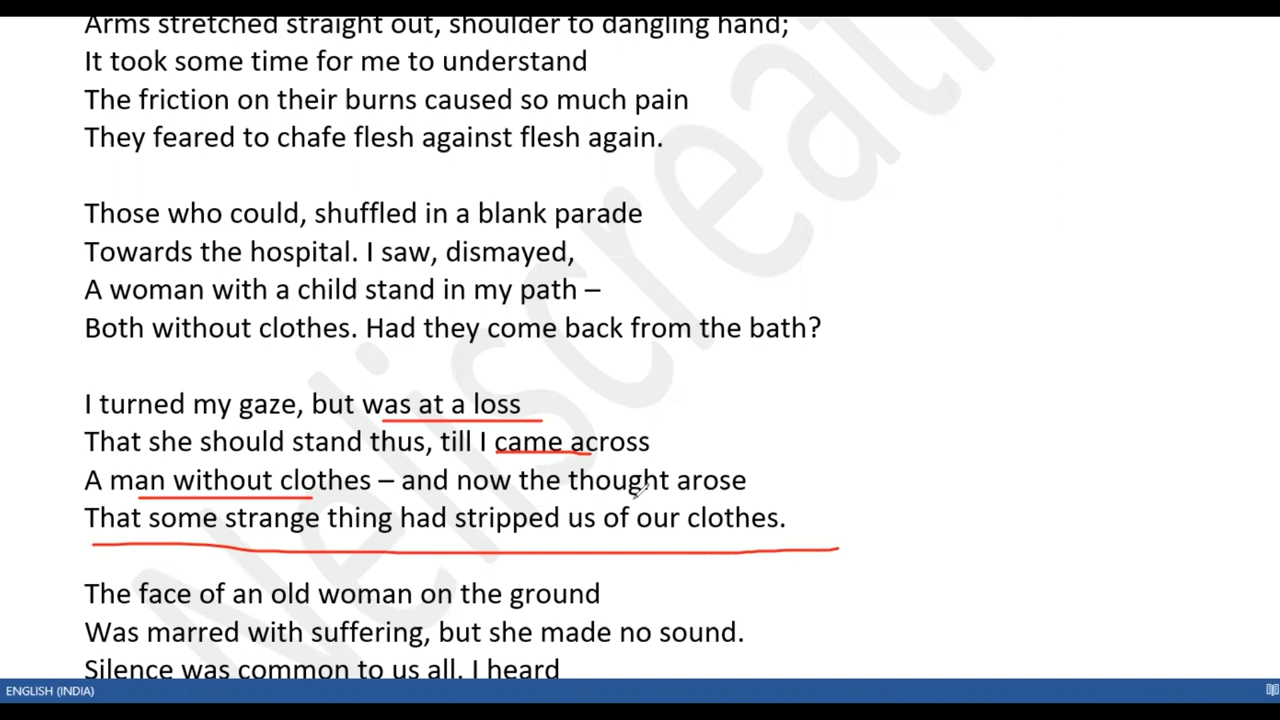 Arms stretched straight out, shoulder to dangling hand;
It took some time for me to understand
The friction on their burns caused so much pain
They feared to chafe flesh against flesh again.
Those who could, shuffled in a blank parade
Towards the hospital. I saw, dismayed,
A woman with a child stand in my path –
Both without clothes. Had they come back from the bath?
I turned my gaze, but was at a loss
That she should stand thus, till I came across
A man without clothes – and now the thought arose
That some strange thing had stripped us of our clothes.
The face of an old woman on the ground
Was marred with suffering, but she made no sound.
Silence was common to us all. I heard
ENGLISH (INDIA)